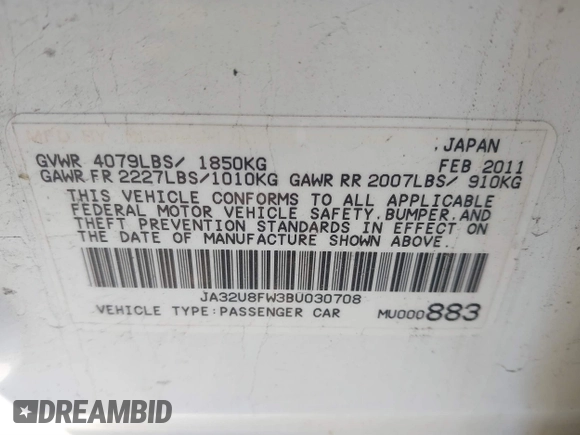 MFD BY
, JAPAN
GVWR 4079LBS/ 1850KG FEB 2011
GAWR FR 2227LBS/1010KG GAWR RR 2007LBS/ 910KG
THIS VEHICLE CONFORMS TO ALL APPLICABLE
FEDERAL MOTOR VEHICLE SAFETY,BUMPER,AND
THEFT PREVENTION STANDARDS IN EFFECT ON
THE DATE OF MANUFACTURE SHOWN ABOVE.
JA32U8FW3BU030708
VEHICLE TYPE:PASSENGER CAR MU000883
DREAMBID